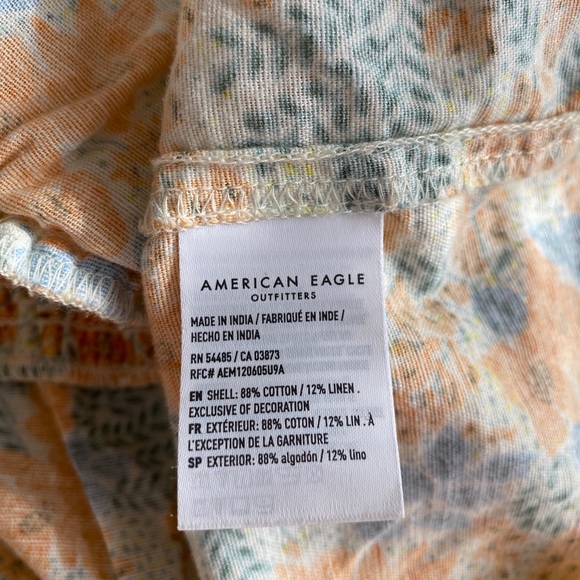 AMERICAN EAGLE
OUTFITTERS
MADE IN INDIA / FABRIQUÉ EN INDE /
HECHO EN INDIA
RN 54485 / CA 03873
RFC# AEM120605U9A
EN SHELL: 88% COTTON / 12% LINEN .
EXCLUSIVE OF DECORATION
FR EXTÉRIEUR: 88% COTON / 12% LIN . À
L'EXCEPTION DE LA GARNITURE
SP EXTERIOR: 88% algodón / 12% lino